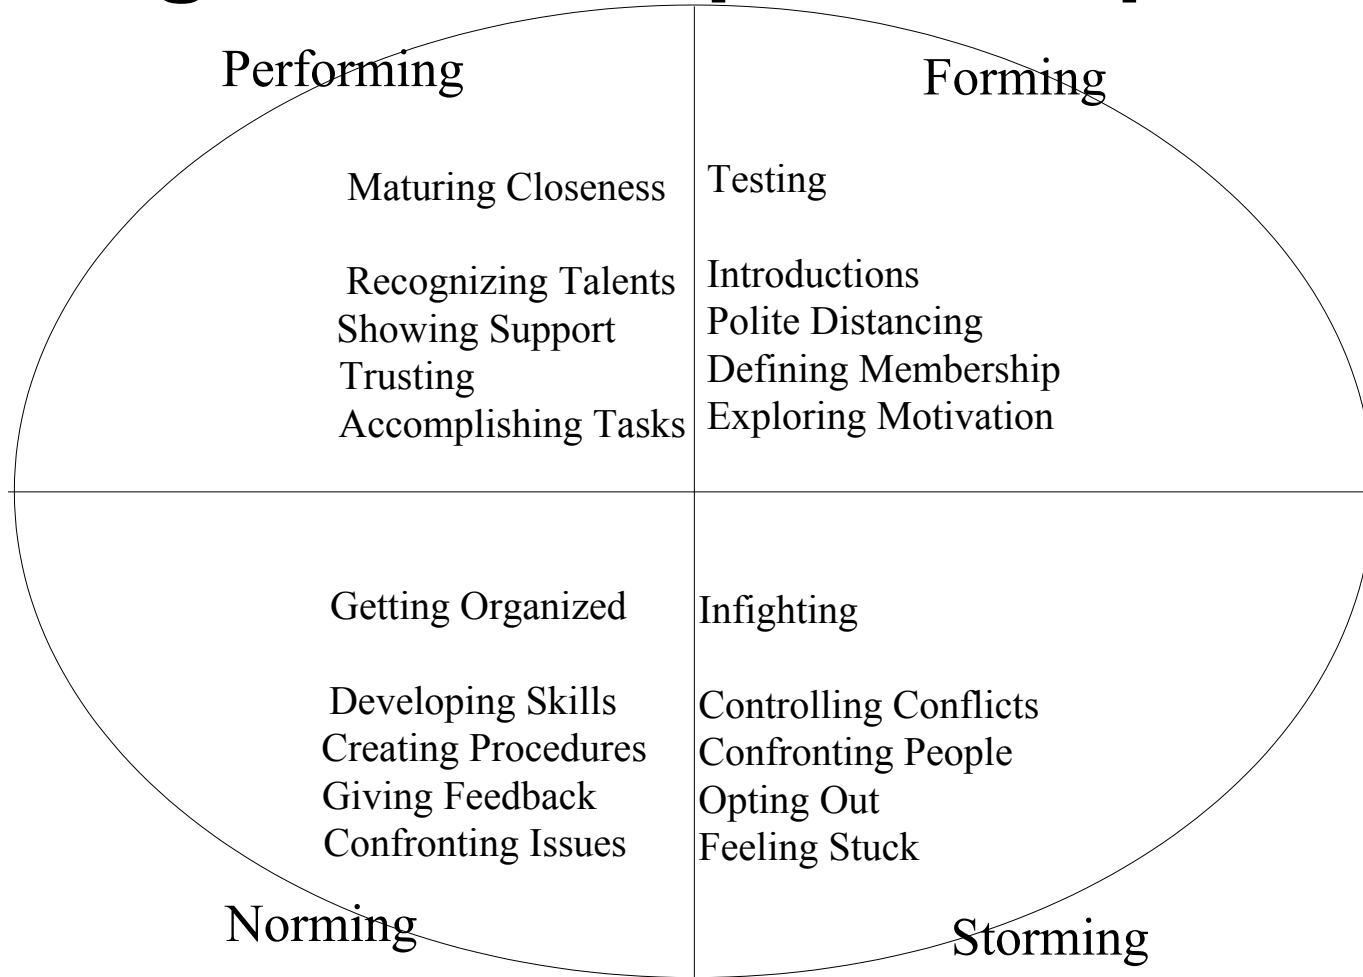 Performing
Maturing Closeness
Recognizing Talents
Showing Support
Trusting
Accomplishing Tasks
Forming
Testing
Introductions
Polite Distancing
Defining Membership
Exploring Motivation
Getting Organized
Developing Skills
Creating Procedures
Giving Feedback
Confronting Issues
Norming
Infighting
Controlling Conflicts
Confronting People
Opting Out
Feeling Stuck
Storming